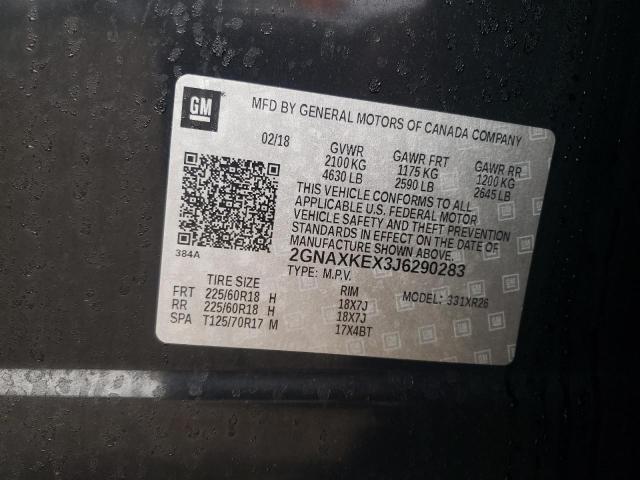 GM
MFD BY GENERAL MOTORS OF CANADA COMPANY
02/18 GVWR GAWR FRT GAWR RR
2100 KG 1175 KG 1200 KG
4630 LB 2590 LB 2645 LB
THIS VEHICLE CONFORMS TO ALL
APPLICABLE U.S. FEDERAL MOTOR
VEHICLE SAFETY AND THEFT PREVENTION
STANDARDS IN EFFECT ON THE DATE OF
MANUFACTURE SHOWN ABOVE.
384A 2GNAXKEX3J6290283
TYPE: M.P.V.
TIRE SIZE RIM MODEL: 331XR26
FRT 225/60R18 H 18X7J
RR 225/60R18 H 18X7J
SPA T125/70R17 M 17X4BT